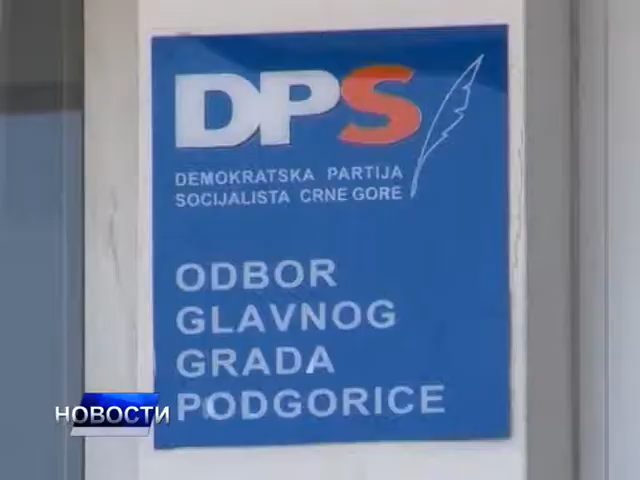 DPS
DEMOKRATSKA PARTIJA
SOCIJALISTA CRNE GORE
ODBOR
GLAVNOG
GRADA
PODGORICE
НОВОСТИ